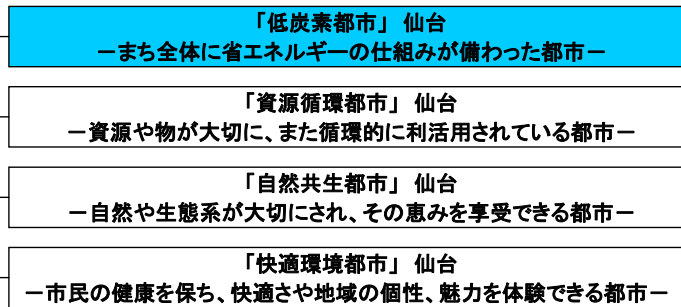 「低炭素都市」 仙台
－まち全体に省エネルギーの仕組みが備わった都市－
「資源循環都市」 仙台
－資源や物が大切に、また循環的に利活用されている都市－
「自然共生都市」 仙台
－自然や生態系が大切にされ、その恵みを享受できる都市－
「快適環境都市」 仙台
－市民の健康を保ち、快適さや地域の個性、魅力を体験できる都市－